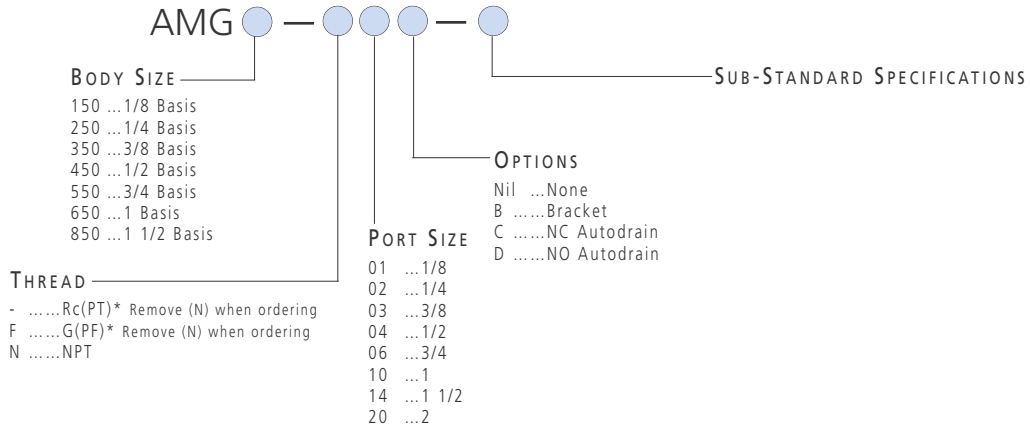 AMG — —
BODY SIZE
150 ...1/8 Basis
250 ...1/4 Basis
350 ...3/8 Basis
450 ...1/2 Basis
550 ...3/4 Basis
650 ...1 Basis
850 ...1 1/2 Basis
THREAD
- ......Rc(PT)* Remove (N) when ordering
F ......G(PF)* Remove (N) when ordering
N ......NPT
PORT SIZE
01 ...1/8
02 ...1/4
03 ...3/8
04 ...1/2
06 ...3/4
10 ...1
14 ...1 1/2
20 ...2
OPTIONS
Nil ...None
B ......Bracket
C ......NC Autodrain
D ......NO Autodrain
SUB-STANDARD SPECIFICATIONS